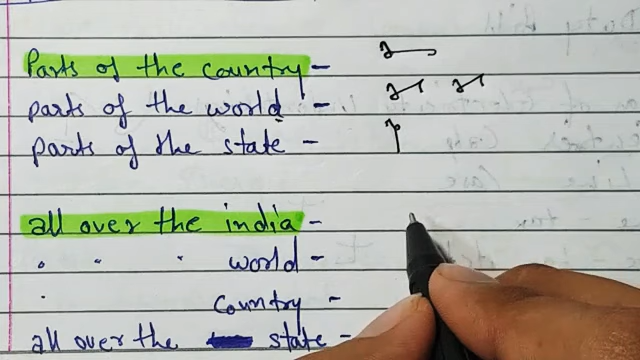 Parts of the country -
parts of the world -
parts of the state -
all over the india -
" " " world -
" country -
all over the state -